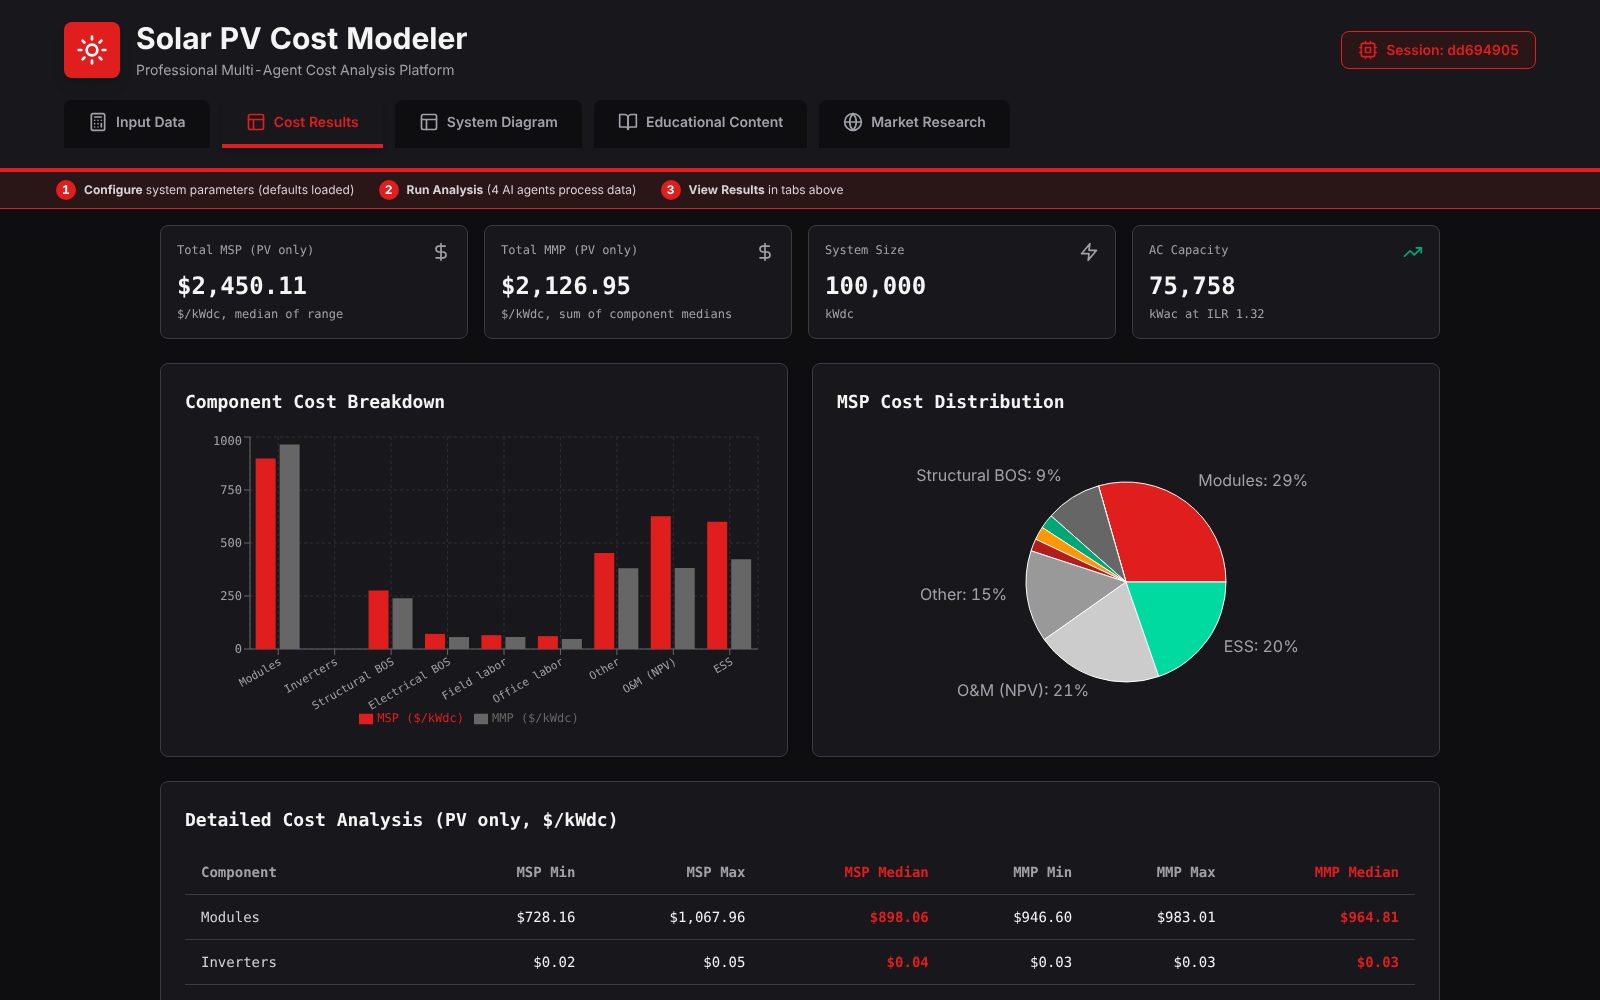 Solar PV Cost Modeler
Professional Multi-Agent Cost Analysis Platform
Session: dd694905
Input Data
Cost Results
System Diagram
Educational Content
Market Research
1 Configure system parameters (defaults loaded)
2 Run Analysis (4 AI agents process data)
3 View Results in tabs above
Total MSP (PV only)
$2,450.11
$/kWdc, median of range
Total MMP (PV only)
$2,126.95
$/kWdc, sum of component medians
System Size
100,000
kWdc
AC Capacity
75,758
kWac at ILR 1.32
Component Cost Breakdown
1000
750
500
250
0
Modules
Inverters
Structural BOS
Electrical BOS
Field labor
Office labor
Other
O&M (NPV)
ESS
MSP ($/kWdc)
MMP ($/kWdc)
MSP Cost Distribution
Structural BOS: 9%
Modules: 29%
Other: 15%
ESS: 20%
O&M (NPV): 21%
Detailed Cost Analysis (PV only, $/kWdc)
Component MSP Min MSP Max MSP Median MMP Min MMP Max MMP Median
Modules $728.16 $1,067.96 $898.06 $946.60 $983.01 $964.81
Inverters $0.02 $0.05 $0.04 $0.03 $0.03 $0.03